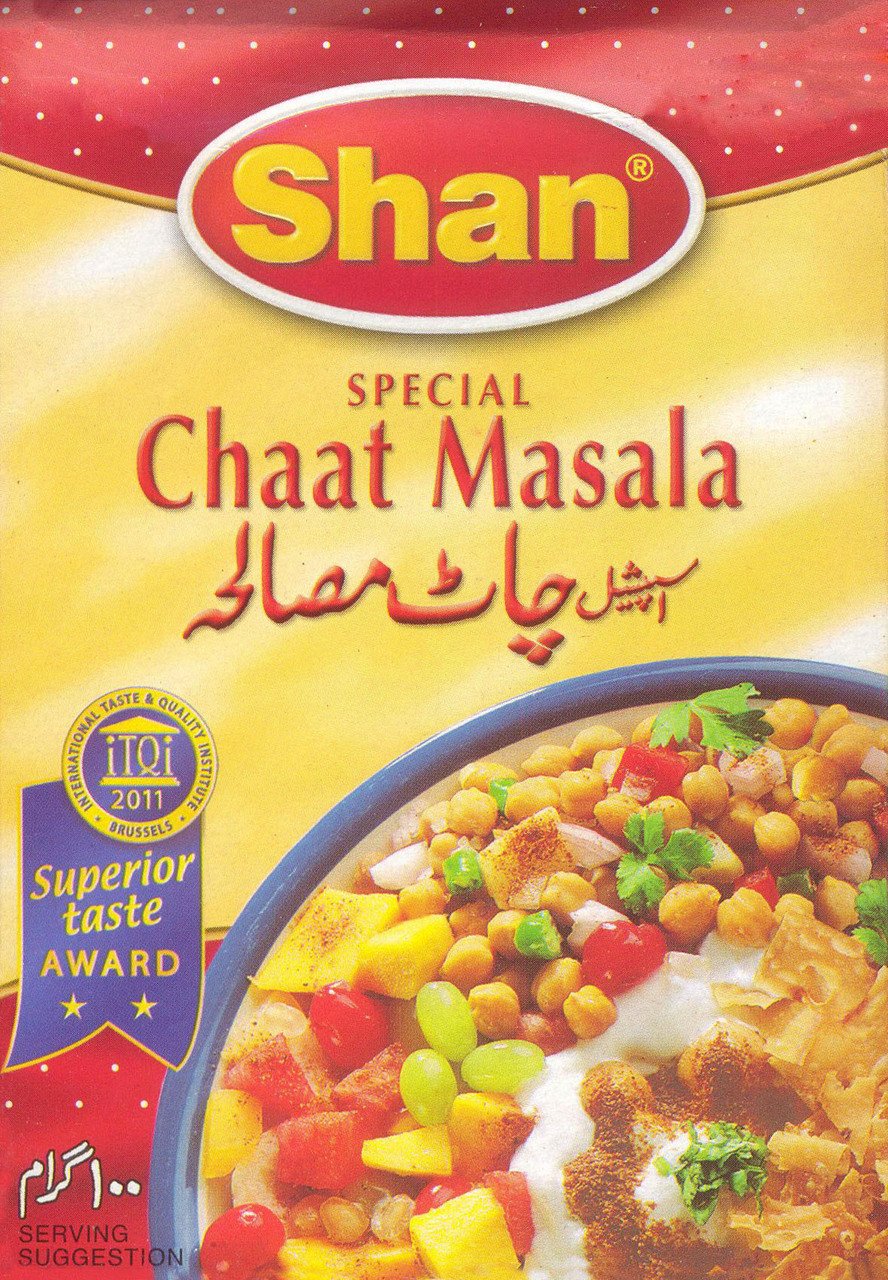 Shan®
SPECIAL
Chaat Masala
اسپیشل چاٹ مصالحہ
INTERNATIONAL TASTE & QUALITY INSTITUTE
iTQi
2011
• BRUSSELS •
Superior
taste
AWARD
۱۰۰ گرام
SERVING
SUGGESTION